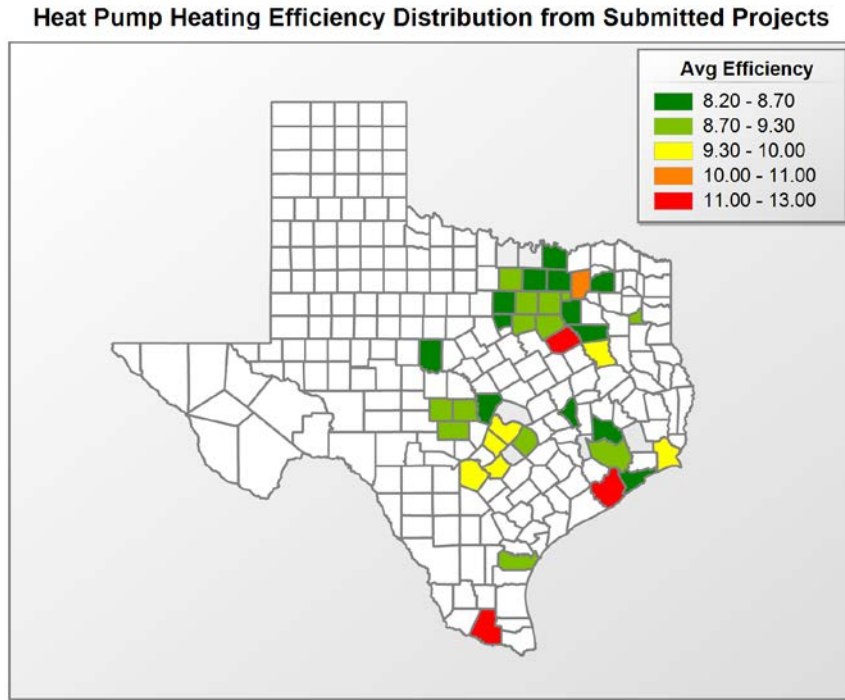 Heat Pump Heating Efficiency Distribution from Submitted Projects
Avg Efficiency
8.20 - 8.70
8.70 - 9.30
9.30 - 10.00
10.00 - 11.00
11.00 - 13.00